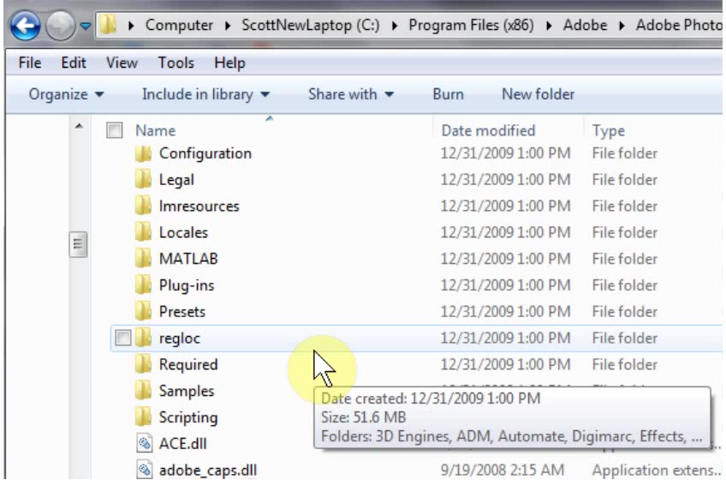 Computer ScottNewLaptop (C:) Program Files (x86) Adobe Adobe Photo
File Edit View Tools Help
Organize Include in library Share with Burn New folder
Name Date modified Type
Configuration 12/31/2009 1:00 PM File folder
Legal 12/31/2009 1:00 PM File folder
Imresources 12/31/2009 1:00 PM File folder
Locales 12/31/2009 1:00 PM File folder
MATLAB 12/31/2009 1:00 PM File folder
Plug-ins 12/31/2009 1:00 PM File folder
Presets 12/31/2009 1:00 PM File folder
regloc 12/31/2009 1:00 PM File folder
Required 12/31/2009 1:00 PM File folder
Samples
Date created: 12/31/2009 1:00 PM
Scripting
Size: 51.6 MB
Folders: 3D Engines, ADM, Automate, Digimarc, Effects, ...
ACE.dll
adobe_caps.dll 9/19/2008 2:15 AM Application extens...